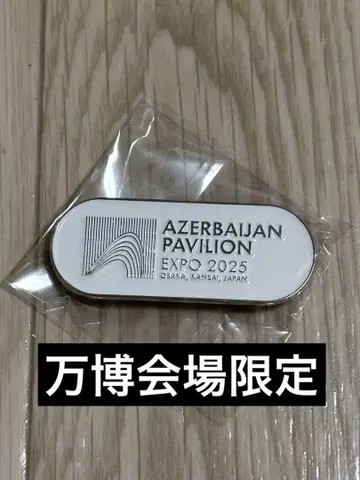 AZERBAIJAN
PAVILION
EXPO 2025
OSAKA, KANSAI, JAPAN
万博会場限定